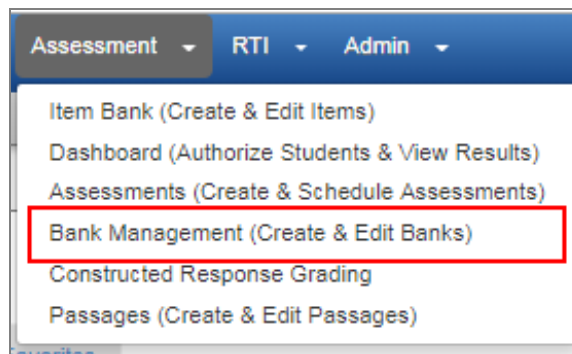 Assessment RTI Admin
Item Bank (Create & Edit Items)
Dashboard (Authorize Students & View Results)
Assessments (Create & Schedule Assessments)
Bank Management (Create & Edit Banks)
Constructed Response Grading
Passages (Create & Edit Passages)